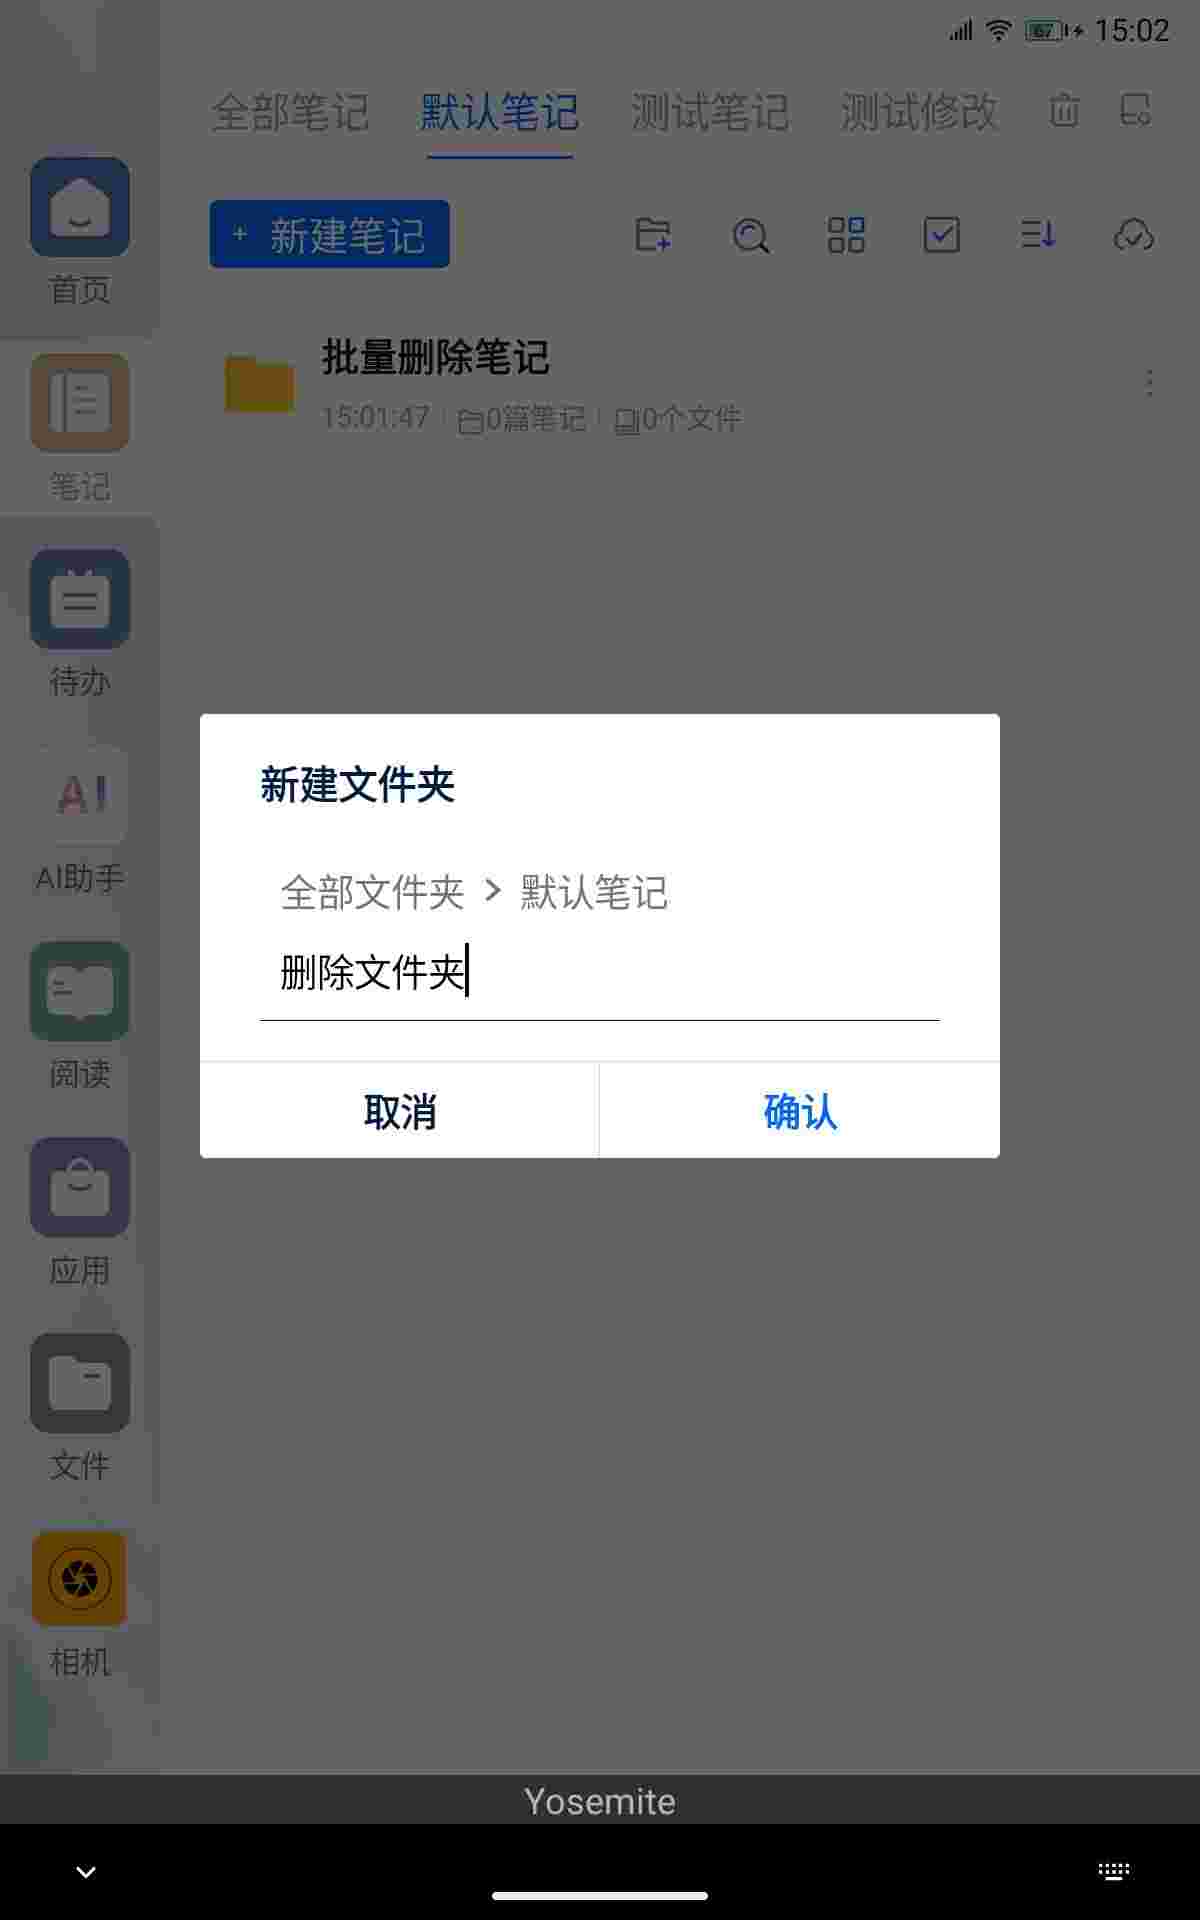 67 15:02
全部笔记 默认笔记 测试笔记 测试修改
+ 新建笔记
首页
批量删除笔记
15:01:47 0篇笔记 0个文件
笔记
待办
新建文件夹
AI
AI助手
全部文件夹 > 默认笔记
删除文件夹
阅读
取消 确认
应用
文件
相机
Yosemite